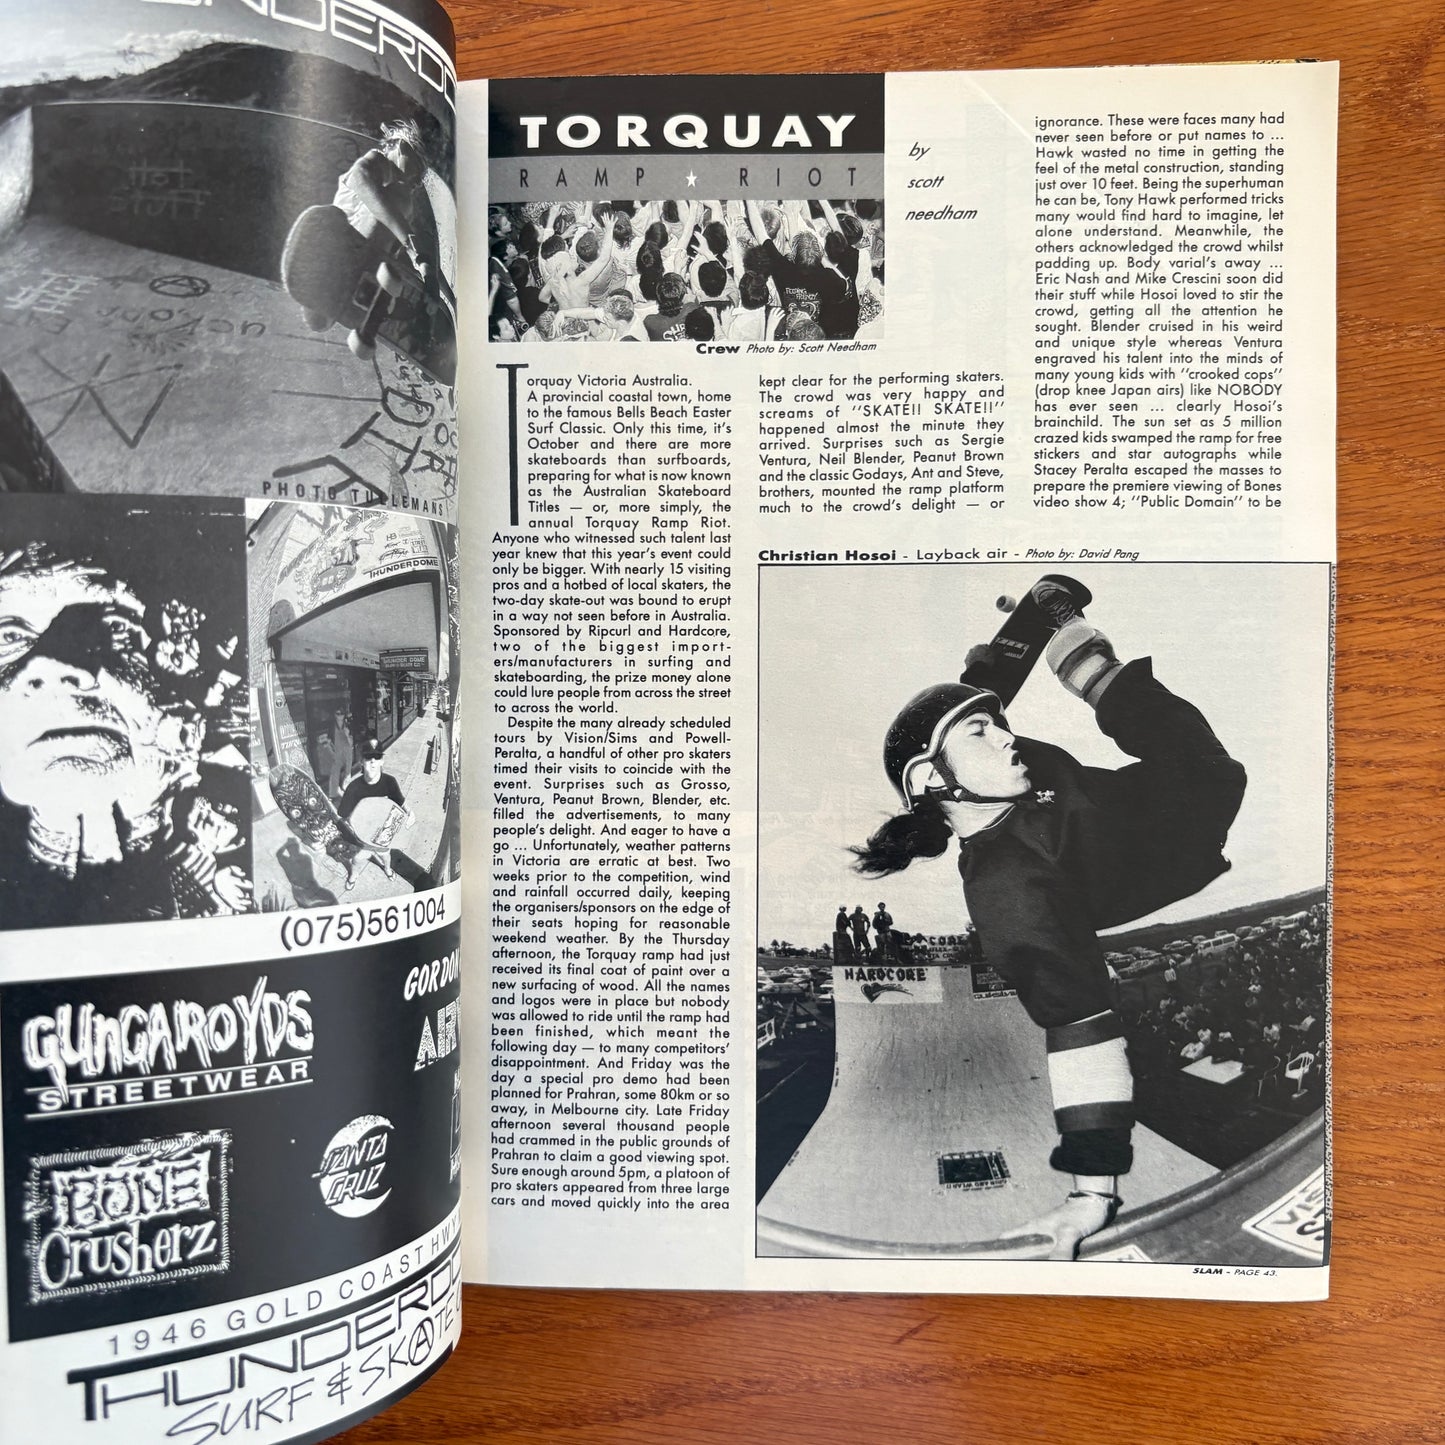 THUNDERDO
Hot
STUFF
PHOTO TULLEMANS
THUNDERDOME
THUNDER DOME
(075)561004
GUNGAROYDS
STREETWEAR
GORDON
AIR
BONE
Crusherz
SANTA
CRUZ
1946 GOLD COAST HWY
THUNDERDO
SURF & SKATE
TORQUAY
RAMP ★ RIOT
by
scott
needham
Crew Photo by: Scott Needham
Torquay Victoria Australia.
A provincial coastal town, home
to the famous Bells Beach Easter
Surf Classic. Only this time, it's
October and there are more
skateboards than surfboards,
preparing for what is now known
as the Australian Skateboard
Titles — or, more simply, the
annual Torquay Ramp Riot.
Anyone who witnessed such talent last
year knew that this year's event could
only be bigger. With nearly 15 visiting
pros and a hotbed of local skaters, the
two-day skate-out was bound to erupt
in a way not seen before in Australia.
Sponsored by Ripcurl and Hardcore,
two of the biggest import-
ers/manufacturers in surfing and
skateboarding, the prize money alone
could lure people from across the street
to across the world.
Despite the many already scheduled
tours by Vision/Sims and Powell-
Peralta, a handful of other pro skaters
timed their visits to coincide with the
event. Surprises such as Grosso,
Ventura, Peanut Brown, Blender, etc.
filled the advertisements, to many
people's delight. And eager to have a
go ... Unfortunately, weather patterns
in Victoria are erratic at best. Two
weeks prior to the competition, wind
and rainfall occurred daily, keeping
the organisers/sponsors on the edge of
their seats hoping for reasonable
weekend weather. By the Thursday
afternoon, the Torquay ramp had just
received its final coat of paint over a
new surfacing of wood. All the names
and logos were in place but nobody
was allowed to ride until the ramp had
been finished, which meant the
following day — to many competitors'
disappointment. And Friday was the
day a special pro demo had been
planned for Prahran, some 80km or so
away, in Melbourne city. Late Friday
afternoon several thousand people
had crammed in the public grounds of
Prahran to claim a good viewing spot.
Sure enough around 5pm, a platoon of
pro skaters appeared from three large
cars and moved quickly into the area
kept clear for the performing skaters.
The crowd was very happy and
screams of "SKATE!! SKATE!!"
happened almost the minute they
arrived. Surprises such as Sergie
Ventura, Neil Blender, Peanut Brown
and the classic Godays, Ant and Steve,
brothers, mounted the ramp platform
much to the crowd's delight — or
ignorance. These were faces many had
never seen before or put names to ...
Hawk wasted no time in getting the
feel of the metal construction, standing
just over 10 feet. Being the superhuman
he can be, Tony Hawk performed tricks
many would find hard to imagine, let
alone understand. Meanwhile, the
others acknowledged the crowd whilst
padding up. Body varial's away ...
Eric Nash and Mike Crescini soon did
their stuff while Hosoi loved to stir the
crowd, getting all the attention he
sought. Blender cruised in his weird
and unique style whereas Ventura
engraved his talent into the minds of
many young kids with "crooked cops"
(drop knee Japan airs) like NOBODY
has ever seen ... clearly Hosoi's
brainchild. The sun set as 5 million
crazed kids swamped the ramp for free
stickers and star autographs while
Stacey Peralta escaped the masses to
prepare the premiere viewing of Bones
video show 4; "Public Domain" to be
Christian Hosoi - Layback air - Photo by: David Pang
HARDCORE
SLAM - PAGE 43.